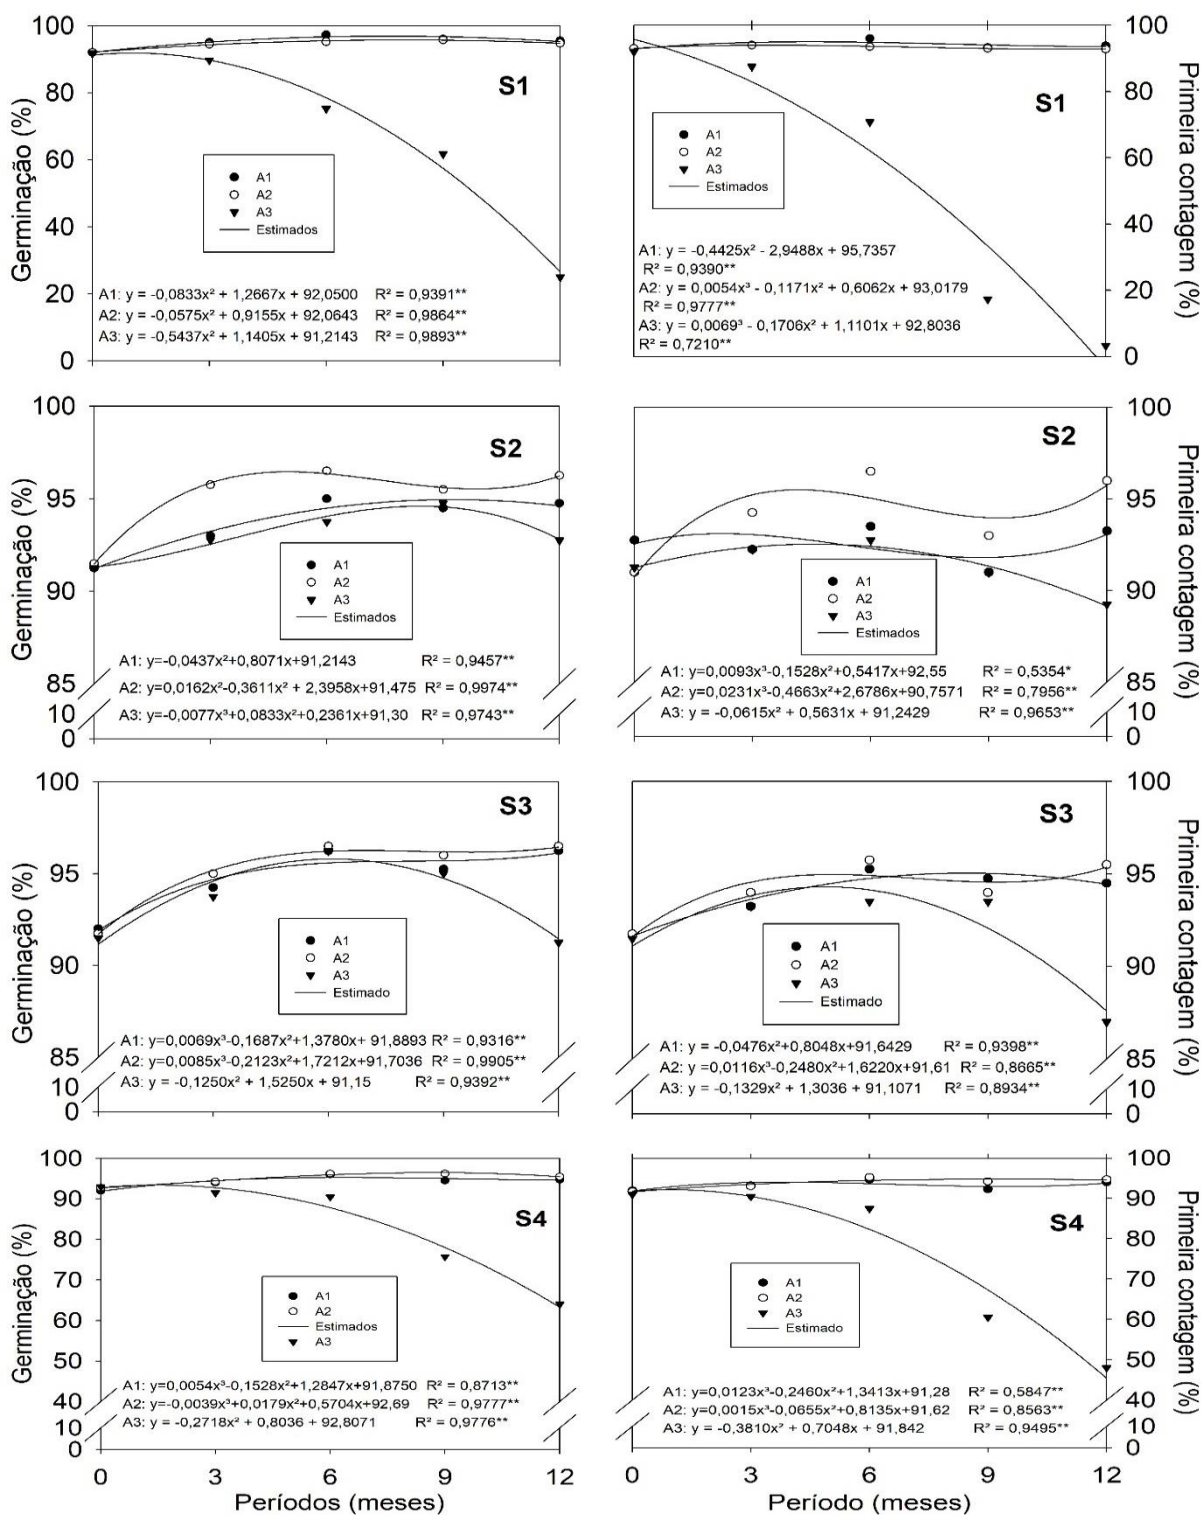 Germinação (%)
100
80
60
40
20
0
S1
A1
A2
A3
Estimados
A1: y = -0,0833x² + 1,2667x + 92,0500 R² = 0,9391**
A2: y = -0,0575x² + 0,9155x + 92,0643 R² = 0,9864**
A3: y = -0,5437x² + 1,1405x + 91,2143 R² = 0,9893**
Primeira contagem (%)
100
80
60
40
20
0
S1
A1
A2
A3
Estimados
A1: y = -0,4425x² - 2,9488x + 95,7357
R² = 0,9390**
A2: y = 0,0054x³ - 0,1171x² + 0,6062x + 93,0179
R² = 0,9777**
A3: y = 0,0069³ - 0,1706x² + 1,1101x + 92,8036
R² = 0,7210**
Germinação (%)
100
95
90
85
10
0
S2
A1
A2
A3
Estimados
A1: y=-0,0437x²+0,8071x+91,2143 R² = 0,9457**
A2: y=0,0162x²-0,3611x² + 2,3958x+91,475 R² = 0,9974**
A3: y=-0,0077x³+0,0833x²+0,2361x+91,30 R² = 0,9743**
Primeira contagem (%)
100
95
90
85
10
0
S2
A1
A2
A3
Estimados
A1: y=0,0093x³-0,1528x²+0,5417x+92,55 R² = 0,5354*
A2: y=0,0231x³-0,4663x²+2,6786x+90,7571 R² = 0,7956**
A3: y = -0,0615x² + 0,5631x + 91,2429 R² = 0,9653**
Germinação (%)
100
95
90
85
10
0
S3
A1
A2
A3
Estimado
A1: y=0,0069x³-0,1687x²+1,3780x+ 91,8893 R² = 0,9316**
A2: y=0,0085x³-0,2123x²+1,7212x+91,7036 R² = 0,9905**
A3: y = -0,1250x² + 1,5250x + 91,15 R² = 0,9392**
Primeira contagem (%)
100
95
90
85
10
0
S3
A1
A2
A3
Estimado
A1: y = -0,0476x²+0,8048x+91,6429 R² = 0,9398**
A2: y=0,0116x³-0,2480x²+1,6220x+91,61 R² = 0,8665**
A3: y = -0,1329x² + 1,3036 + 91,1071 R² = 0,8934**
Germinação (%)
100
90
80
70
60
50
40
10
0
S4
A1
A2
Estimados
A3
A1: y=0,0054x³-0,1528x²+1,2847x+91,8750 R² = 0,8713**
A2: y=-0,0039x³+0,0179x²+0,5704x+92,69 R² = 0,9777**
A3: y = -0,2718x² + 0,8036 + 92,8071 R² = 0,9776**
0 3 6 9 12
Períodos (meses)
Primeira contagem (%)
100
90
80
70
60
50
40
10
0
S4
A1
A2
A3
Estimado
A1: y=0,0123x³-0,2460x²+1,3413x+91,28 R² = 0,5847**
A2: y=0,0015x³-0,0655x²+0,8135x+91,62 R² = 0,8563**
A3: y = -0,3810x² + 0,7048x + 91,842 R² = 0,9495**
0 3 6 9 12
Período (meses)